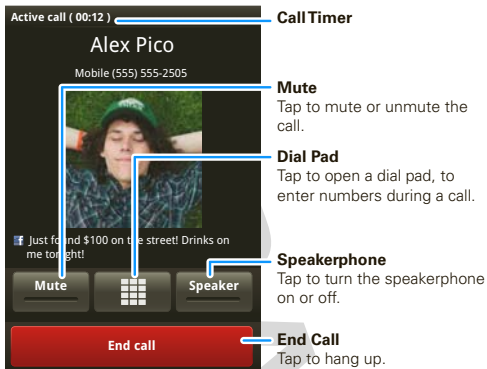 Active call ( 00:12 )
Alex Pico
Mobile (555) 555-2505
Just found $100 on the street! Drinks on
me tonight!
Mute
Speaker
End call
Call Timer
Mute
Tap to mute or unmute the
call.
Dial Pad
Tap to open a dial pad, to
enter numbers during a call.
Speakerphone
Tap to turn the speakerphone
on or off.
End Call
Tap to hang up.